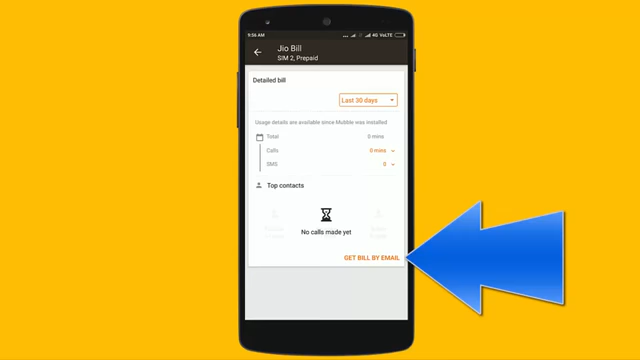 9:56 AM
4G VoLTE
Jio Bill
SIM 2, Prepaid
Detailed bill
Last 30 days
Usage details are available since Mubble was installed
Total 0 mins
Calls 0 mins
SMS 0
Top contacts
No calls made yet
GET BILL BY EMAIL